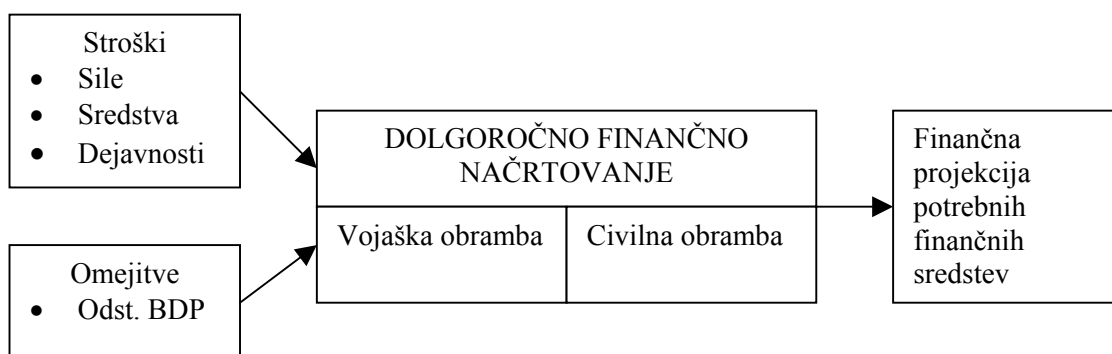 Stroški
• Sile
• Sredstva
• Dejavnosti
Omejitve
• Odst. BDP
DOLGOROČNO FINANČNO
NAČRTOVANJE
Vojaška obramba
Civilna obramba
Finančna
projekcija
potrebnih
finančnih
sredstev